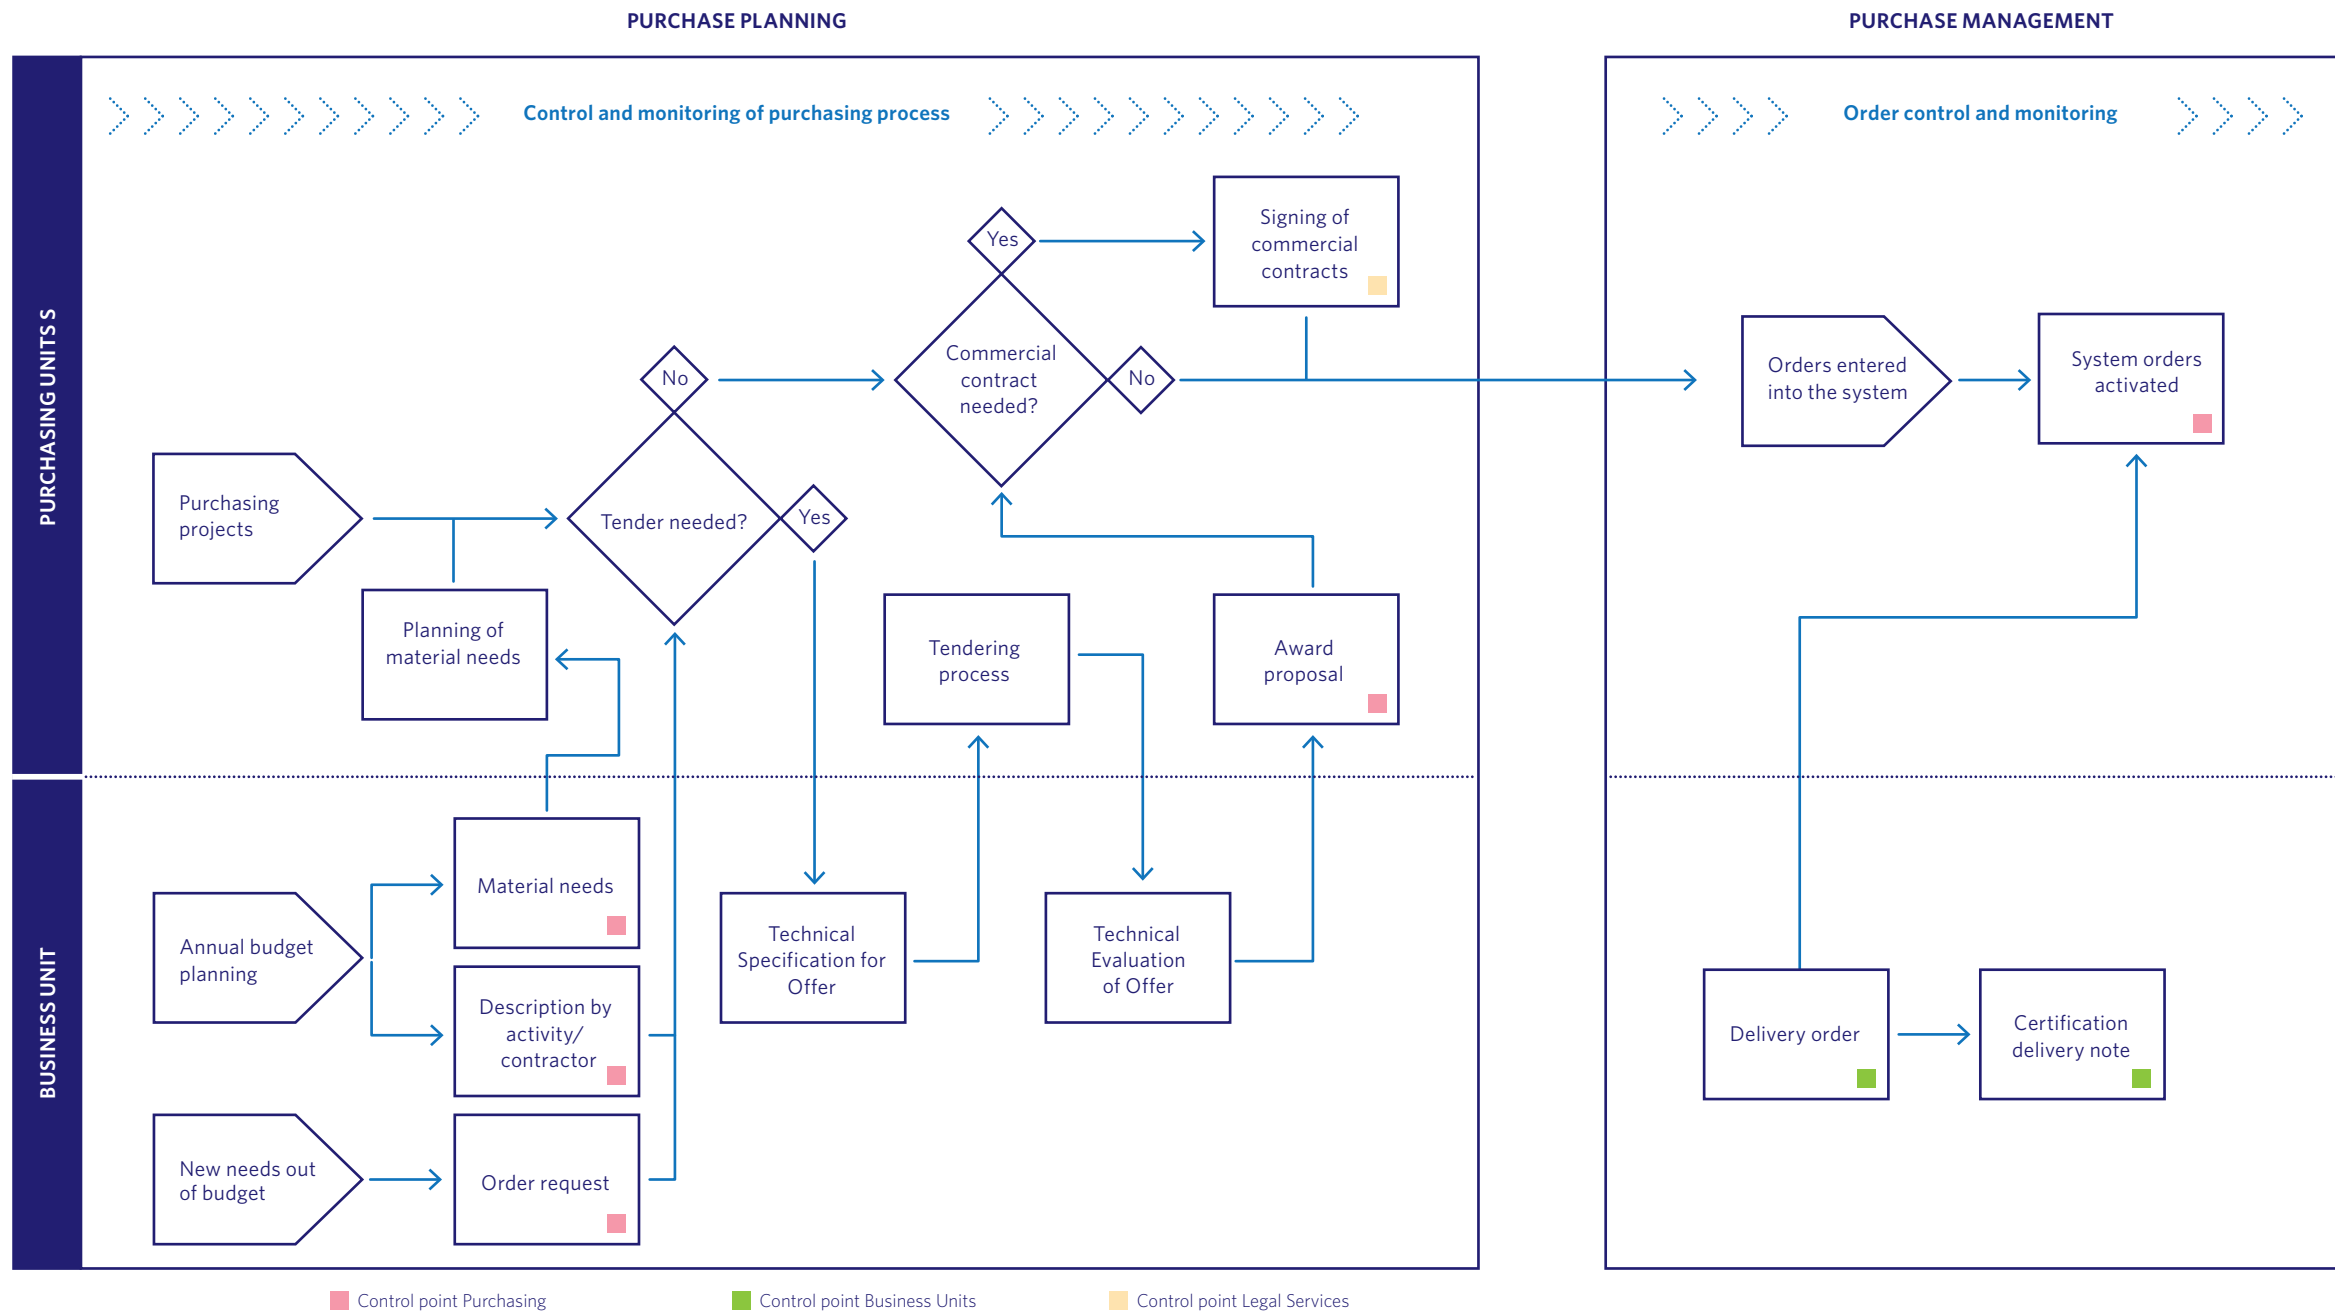 PURCHASE PLANNING
PURCHASE MANAGEMENT
PURCHASING UNITS S
BUSINESS UNIT
Control and monitoring of purchasing process
Order control and monitoring
Signing of
commercial
contracts
Yes
Commercial
contract
needed?
No
No
Tender needed?
Yes
Purchasing
projects
Planning of
material needs
Tendering
process
Award
proposal
Orders entered
into the system
System orders
activated
Annual budget
planning
Material needs
Description by
activity/
contractor
New needs out
of budget
Order request
Technical
Specification for
Offer
Technical
Evaluation
of Offer
Delivery order
Certification
delivery note
Control point Purchasing
Control point Business Units
Control point Legal Services